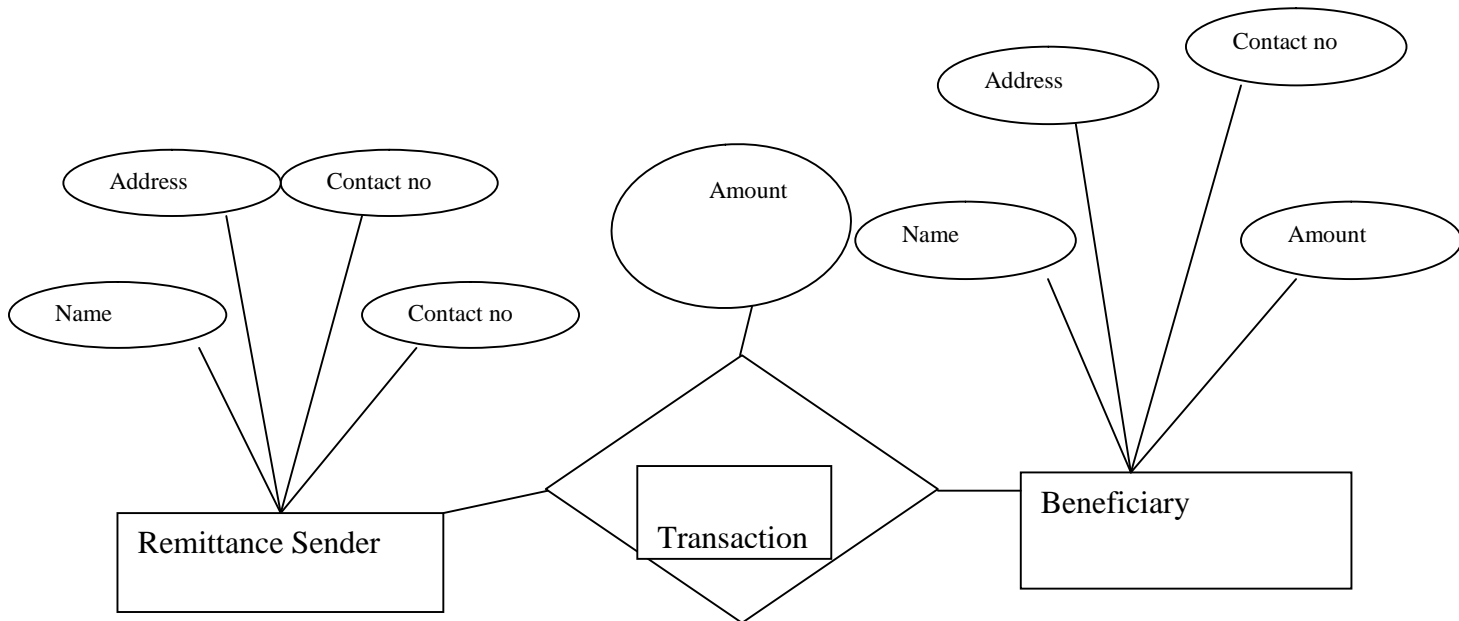 Contact no
Address
Address
Contact no
Amount
Name
Amount
Name
Contact no
Beneficiary
Remittance Sender
Transaction